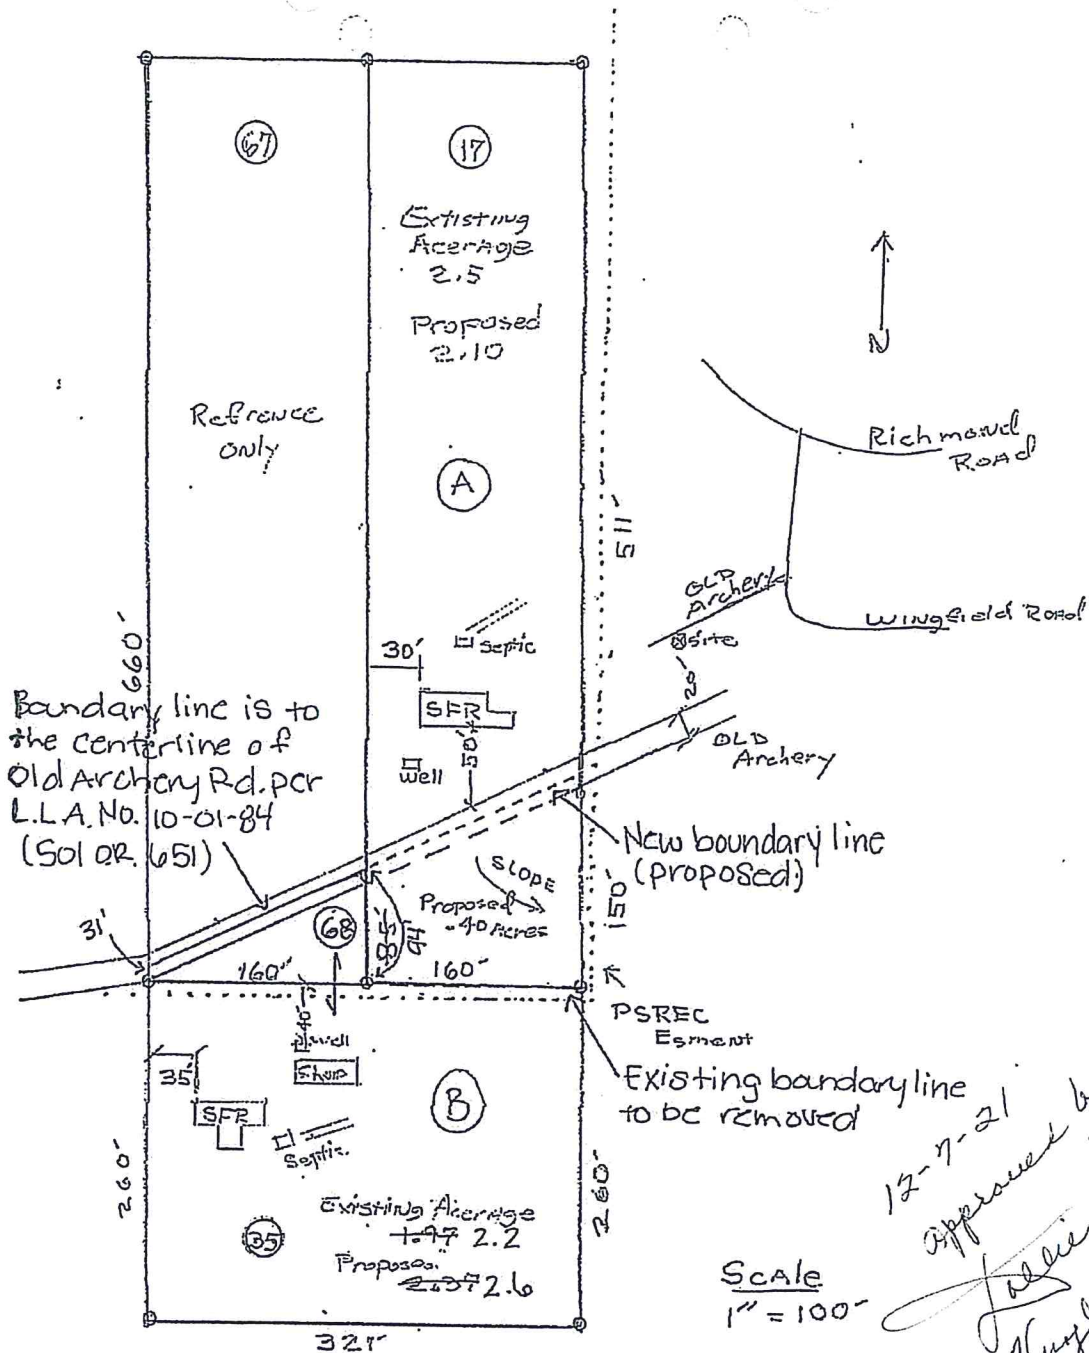 67
17
Extisting
Acerage
2.5
Proposed
2.10
N
Refrence
only
Richmond
Road
A
511'
OLD
Archery
Wingfield Road
Site
660'
30'
Septic
SFR
20'
50'
well
OLD
Archery
Boundary line is to
the centerline of
Old Archery Rd. per
L.L.A. No. 10-01-84
(501 OR. 651)
New boundary line
(proposed)
SLOPE
Proposed
.40 Acres
150'
31'
68
85'
94'
160'
160'
PSREC
Esment
40'
well
Shop
35'
SFR
Septic
B
Existing boundary line
to be removed
260'
260'
Existing Acerage
1.97 2.2
Proposed
2.37 2.6
35
321'
Scale
1" = 100'
12-7-21
approved